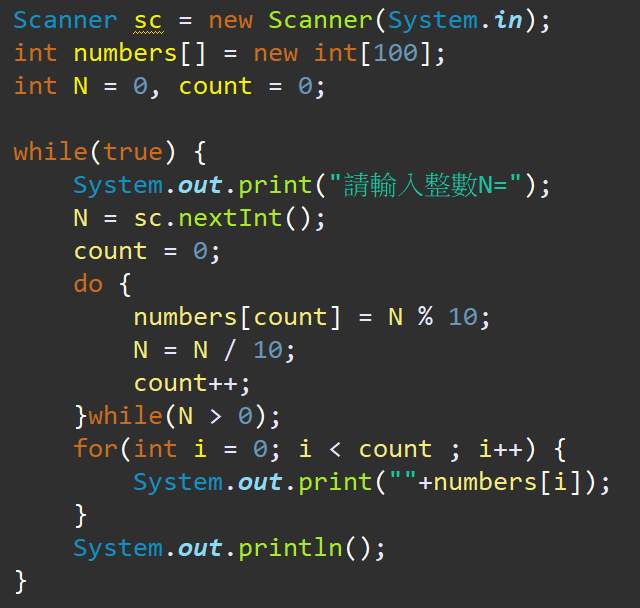 Scanner sc = new Scanner(System.in);
int numbers[] = new int[100];
int N = 0, count = 0;

while(true) {
    System.out.print("請輸入整數N=");
    N = sc.nextInt();
    count = 0;
    do {
        numbers[count] = N % 10;
        N = N / 10;
        count++;
    }while(N > 0);
    for(int i = 0; i < count ; i++) {
        System.out.print(""+numbers[i]);
    }
    System.out.println();
}